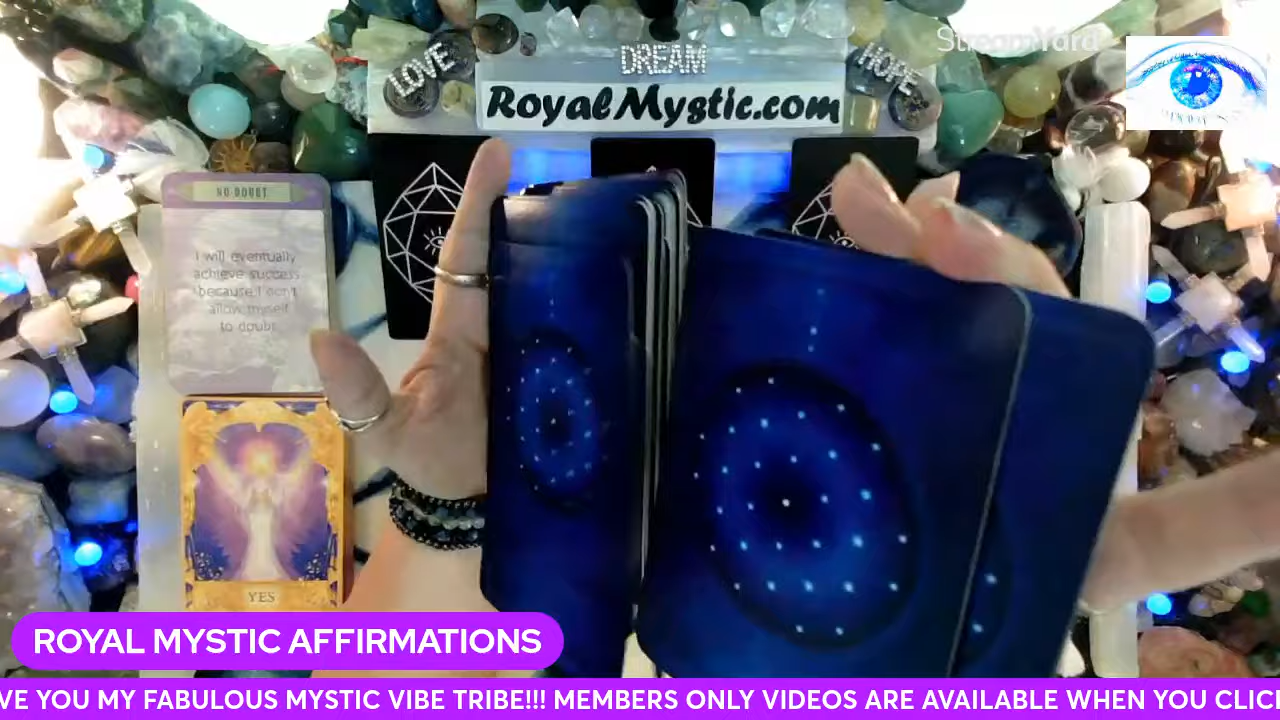 StreamYard
LOVE
DREAM
HOPE
RoyalMystic.com
NO DOUBT
I will eventually
achieve success
because I don't
allow myself
to doubt
YES
ROYAL MYSTIC AFFIRMATIONS
VE YOU MY FABULOUS MYSTIC VIBE TRIBE!!! MEMBERS ONLY VIDEOS ARE AVAILABLE WHEN YOU CLIC